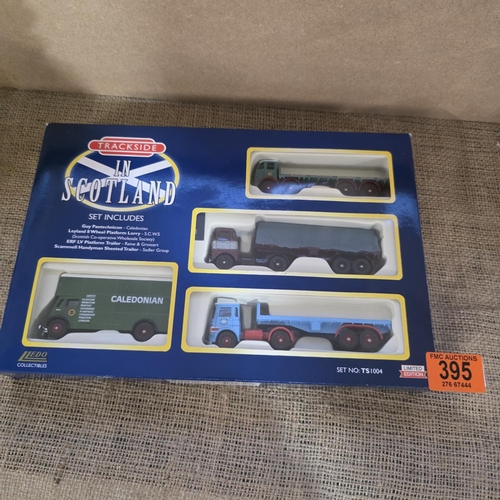 TRACKSIDE
IN
SCOTLAND
SET INCLUDES
Guy Pantechnicon - Caledonian
Leyland 8 Wheel Platform Lorry - S.C.W.S
(Scottish Co-operative Wholesale Society)
ERF LV Platform Trailer - Raine & Grossart
Scammell Handyman Sheeted Trailer - Sadler Group
CALEDONIAN
LLEDO
COLLECTIBLES
SET NO: TS1004
LIMITED
EDITION
FMC AUCTIONS
395
276 67444